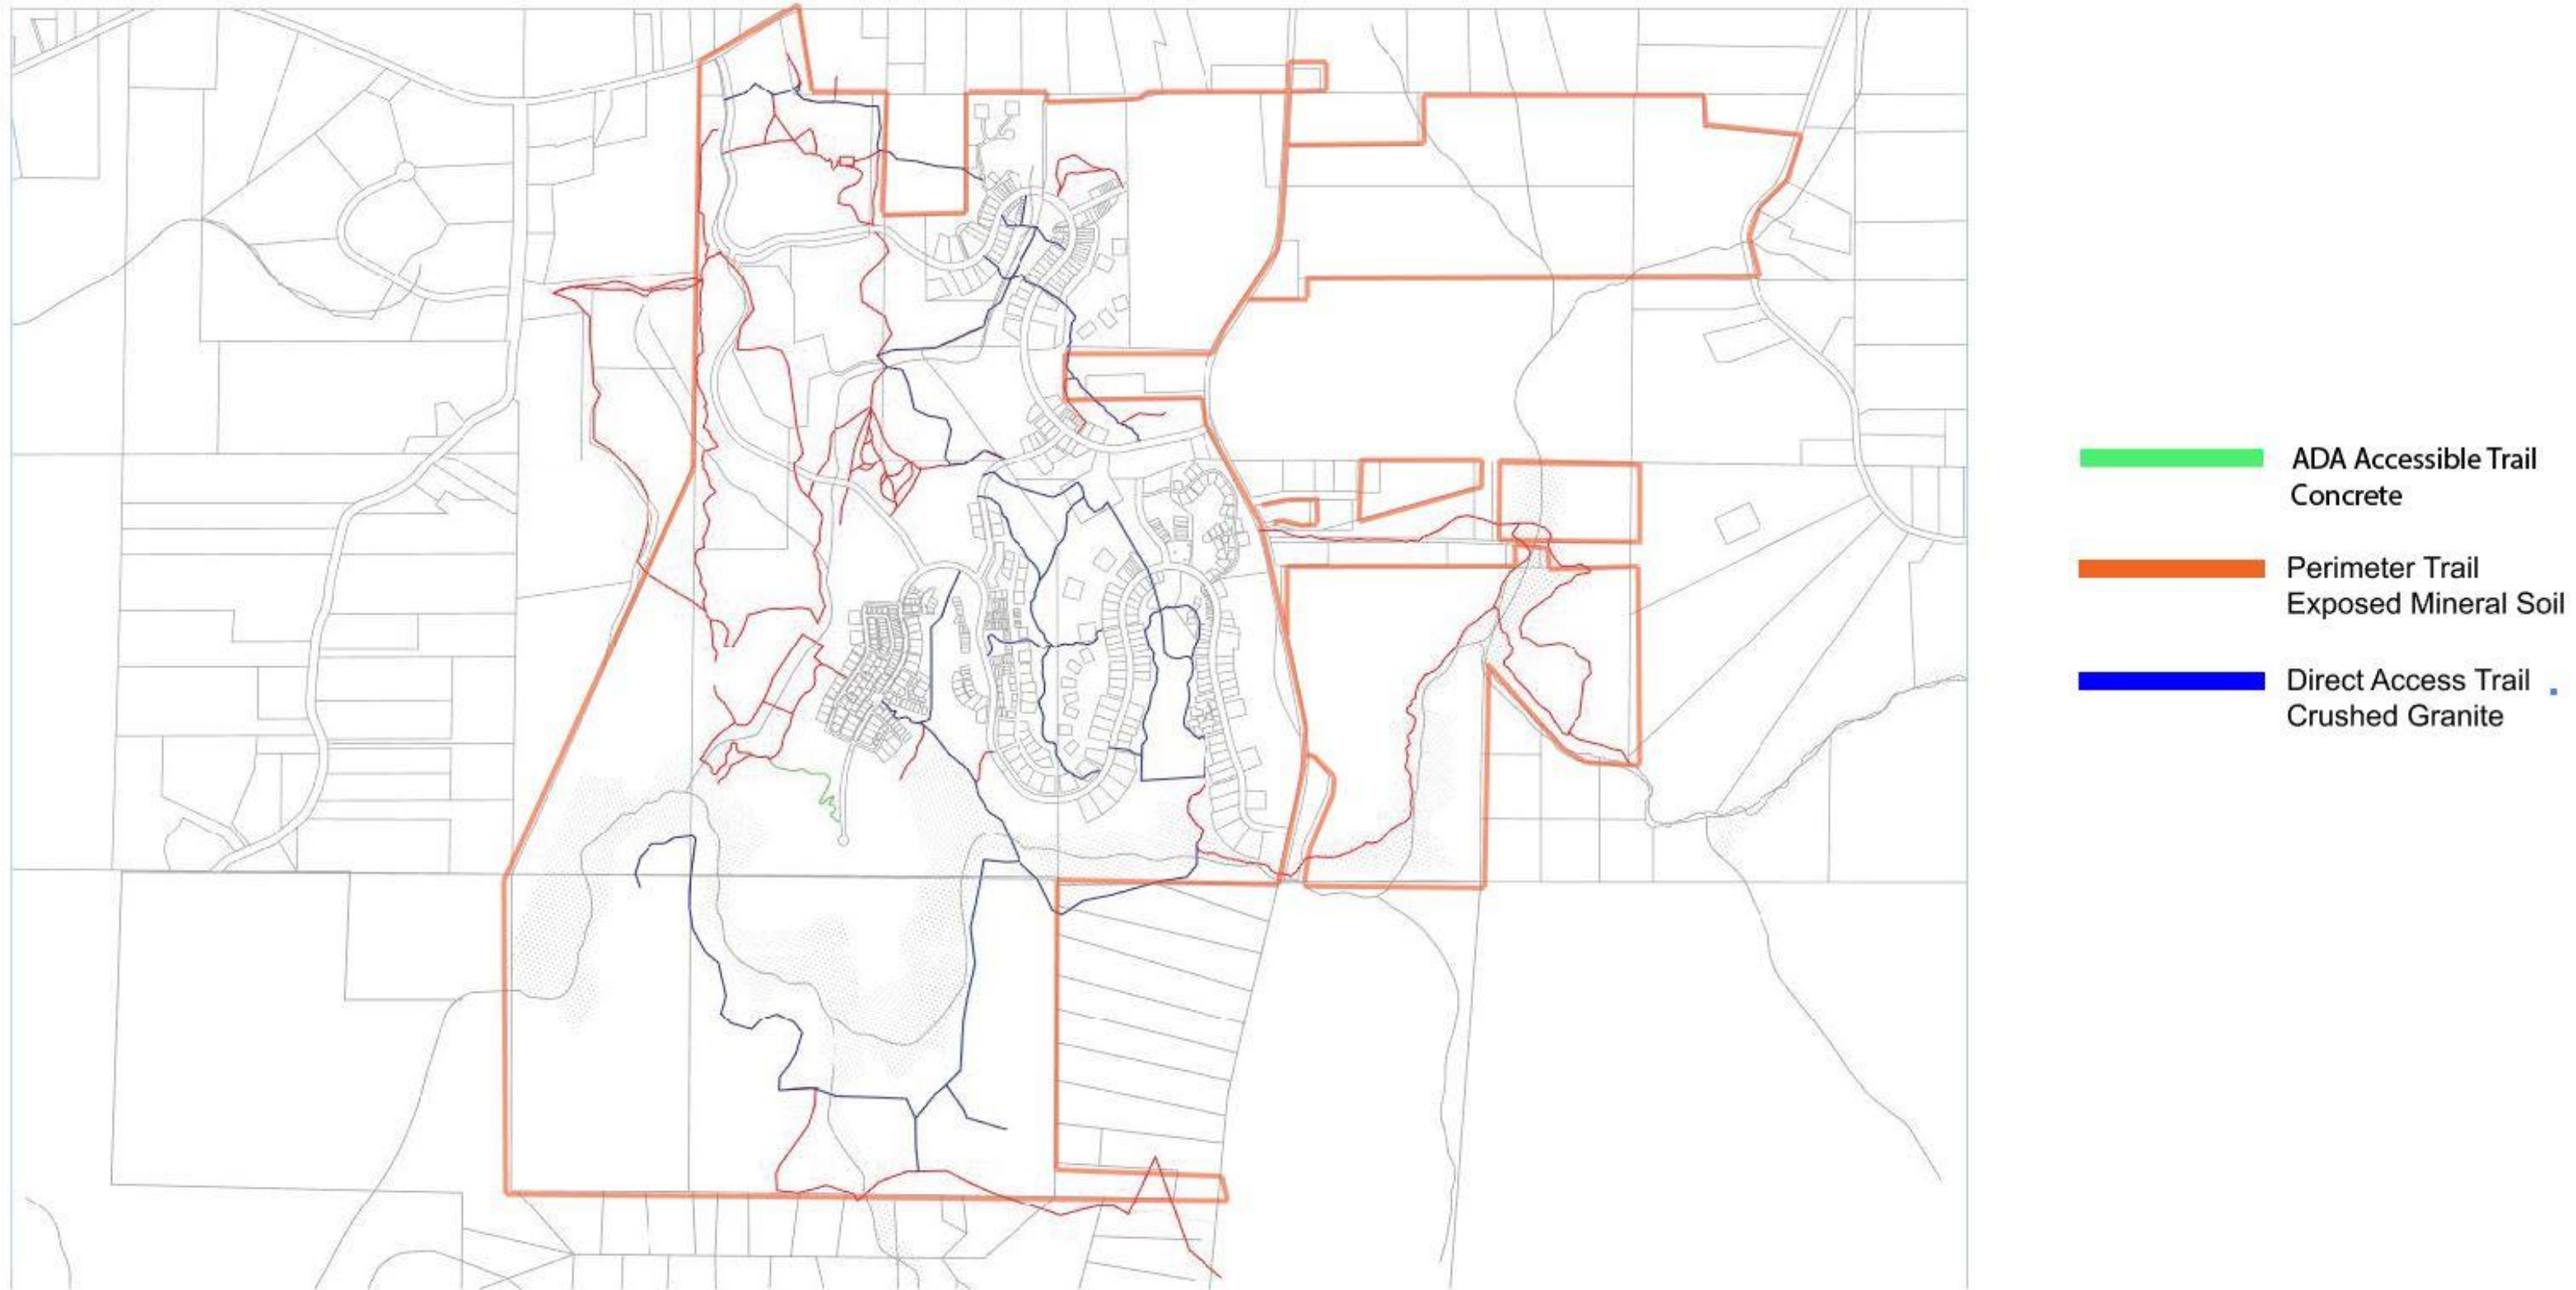 ADA Accessible Trail
Concrete
Perimeter Trail
Exposed Mineral Soil
Direct Access Trail
Crushed Granite